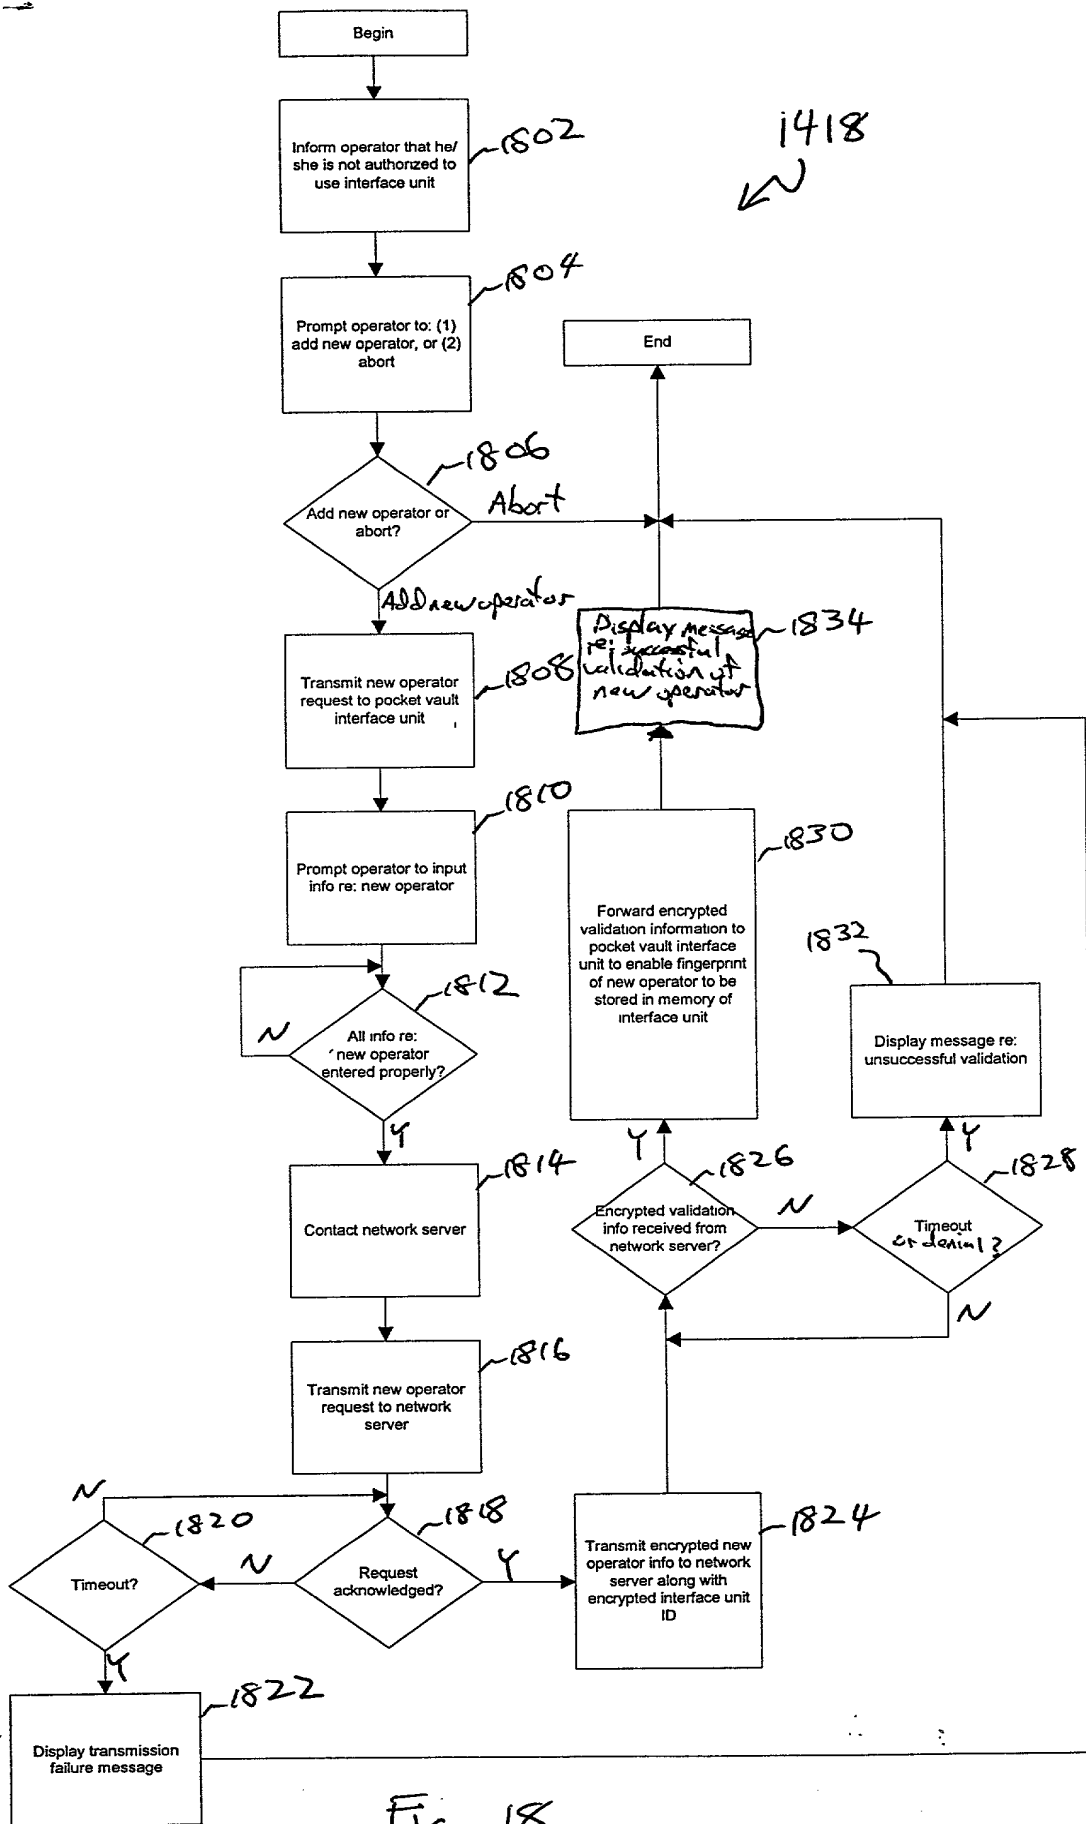 Begin
Inform operator that he/
she is not authorized to
use interface unit
1802
1418
Prompt operator to: (1)
add new operator, or (2)
abort
1804
End
Add new operator or
abort?
1806
Abort
Add new operator
Transmit new operator
request to pocket vault
interface unit
1808
Display message
re: successful
validation of
new operator
1834
Prompt operator to input
info re: new operator
1810
Forward encrypted
validation information to
pocket vault interface
unit to enable fingerprint
of new operator to be
stored in memory of
interface unit
1830
All info re:
new operator
entered properly?
1812
N
Y
Display message re:
unsuccessful validation
1832
Contact network server
1814
Encrypted validation
info received from
network server?
1826
Y
N
Timeout
or denial?
1828
Y
N
Transmit new operator
request to network
server
1816
Timeout?
1820
N
N
Y
Request
acknowledged?
1818
Y
Transmit encrypted new
operator info to network
server along with
encrypted interface unit
ID
1824
Display transmission
failure message
1822
Fig. 18